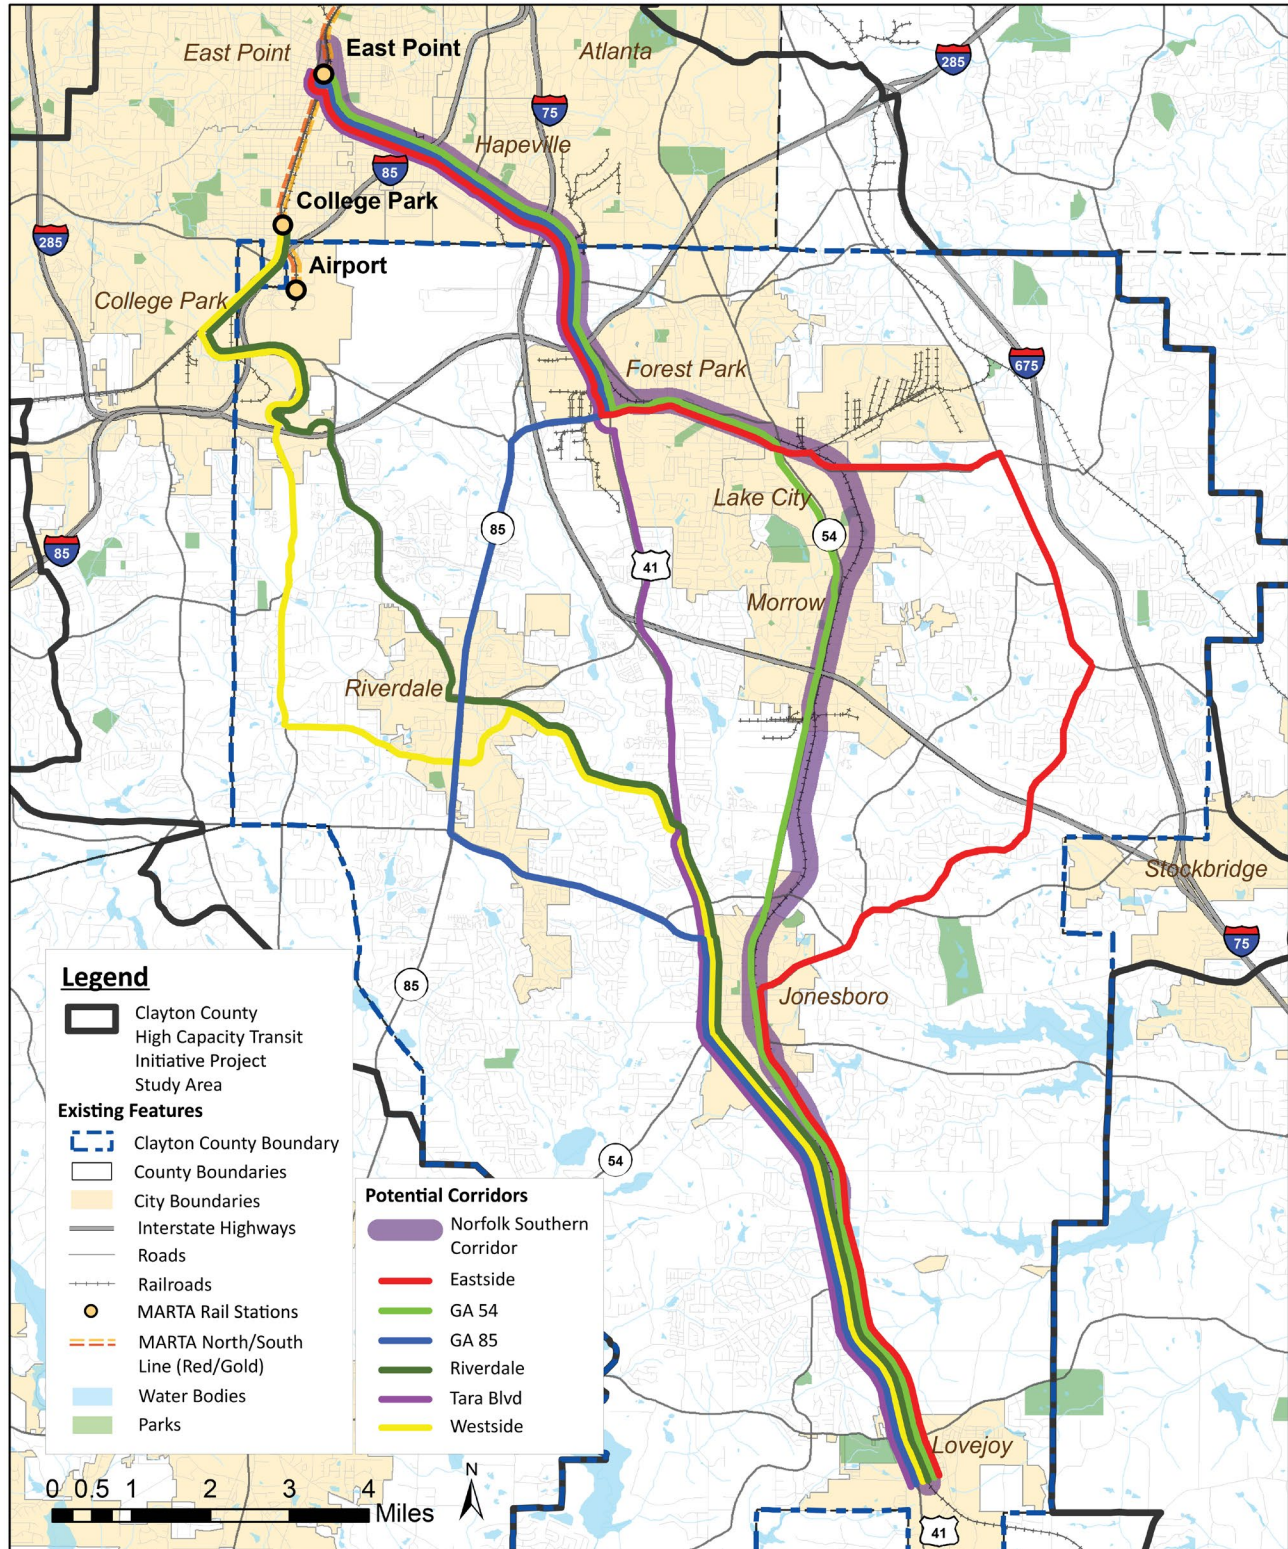 East Point
East Point
Atlanta
285
75
Hapeville
85
College Park
285
Airport
College Park
Forest Park
675
Lake City
85
54
85
41
Morrow
Riverdale
Stockbridge
75
Jonesboro
85
54
Lovejoy
41
Legend
Clayton County
High Capacity Transit
Initiative Project
Study Area
Existing Features
Clayton County Boundary
County Boundaries
City Boundaries
Interstate Highways
Roads
Railroads
MARTA Rail Stations
MARTA North/South
Line (Red/Gold)
Water Bodies
Parks
Potential Corridors
Norfolk Southern
Corridor
Eastside
GA 54
GA 85
Riverdale
Tara Blvd
Westside
0 0.5 1 2 3 4
Miles
N